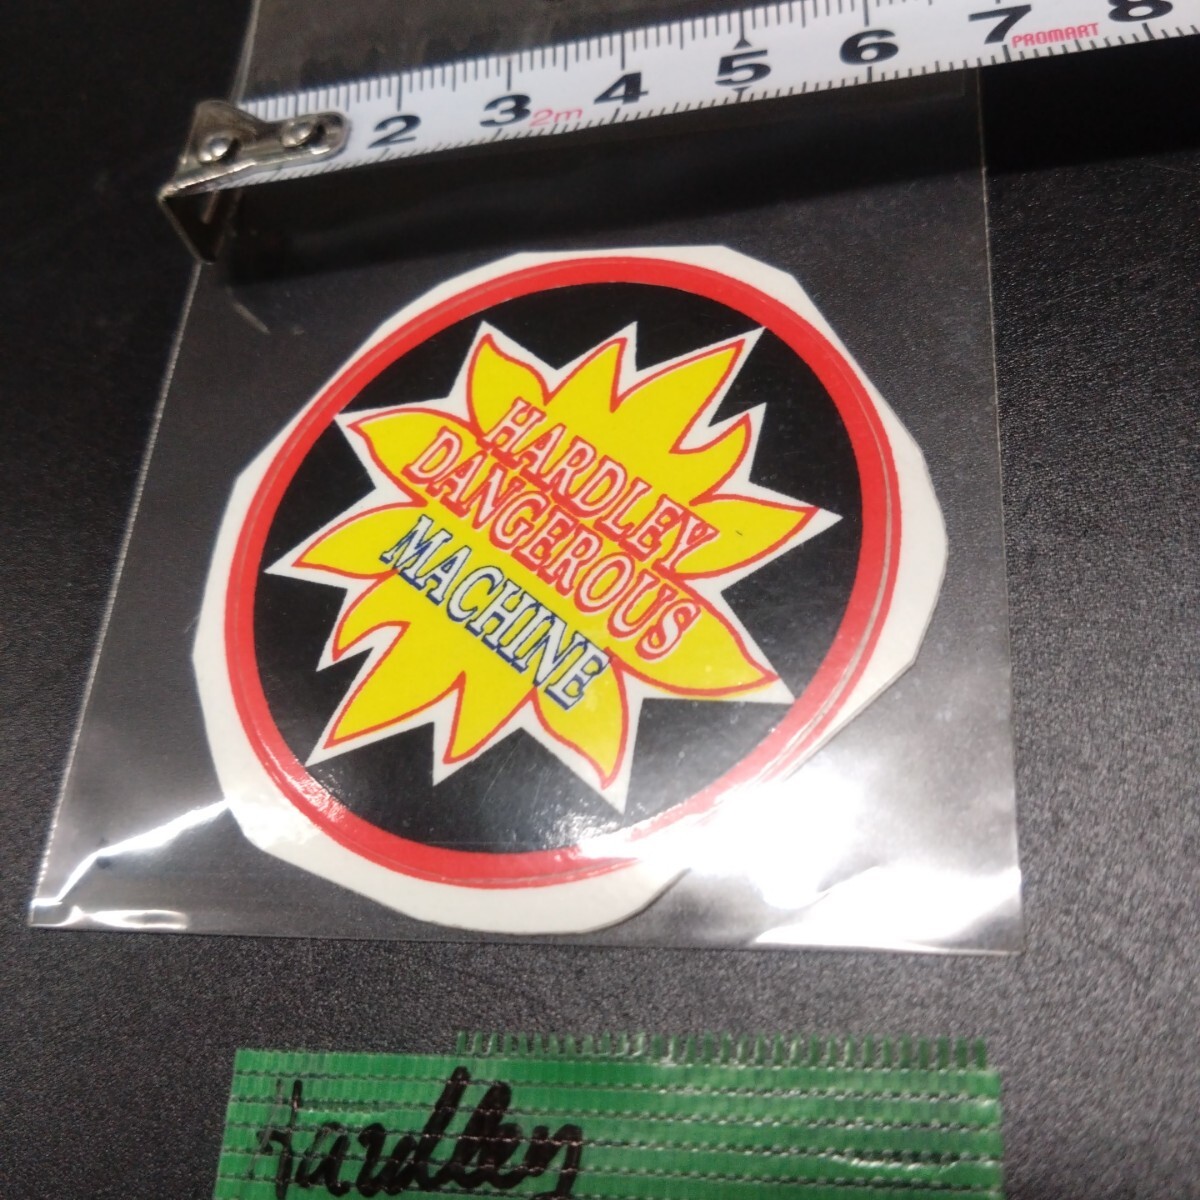 2 3 2m 4 5 6 7 PROMART 8
HARDLEY
DANGEROUS
MACHINE
Hardley